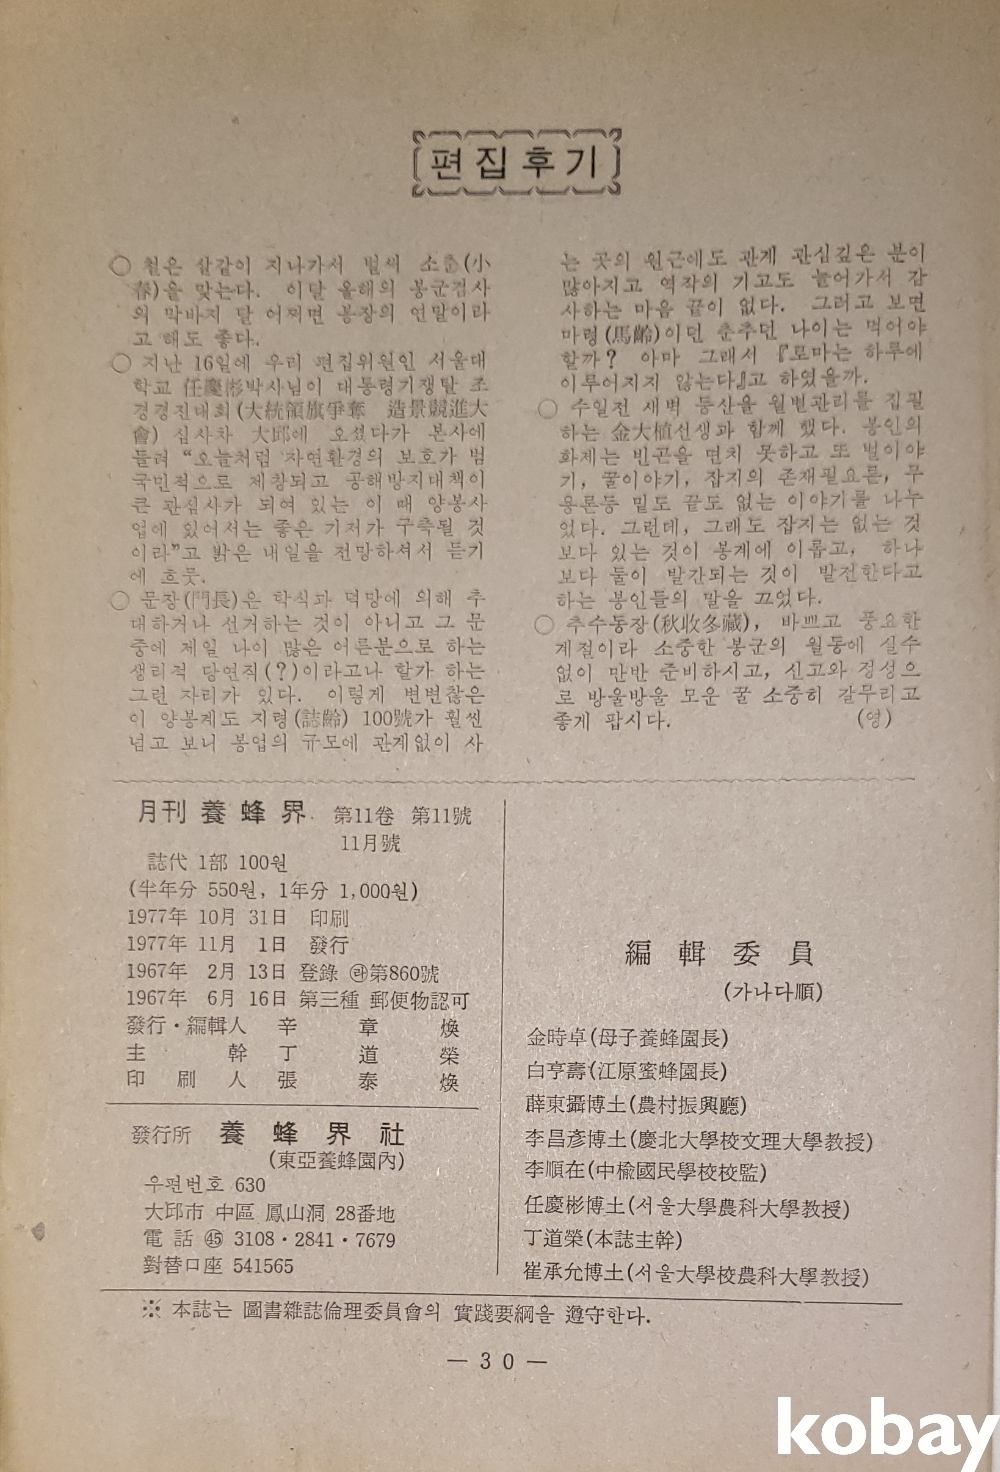 편집후기
○ 철은 살같이 지나가서 벌써 소춘(小
春)을 맞는다. 이달 올해의 봉군검사
의 막바지 달 어쩌면 봉장의 연말이라
고 해도 좋다.
○ 지난 16일에 우리 편집위원인 서울대
학교 任慶彬박사님이 대통령기쟁탈 조
경경진대회(大統領旗爭奪 造景競進大
會) 심사차 大邱에 오셨다가 본사에
들려 “오늘처럼 자연환경의 보호가 범
국민적으로 제창되고 공해방지대책이
큰 관심사가 되여 있는 이 때 양봉사
업에 있어서는 좋은 기저가 구축될 것
이라”고 밝은 내일을 전망하셔서 듣기
에 흐뭇.
○ 문장(門長)은 학식과 덕망에 의해 추
대하거나 선거하는 것이 아니고 그 문
중에 제일 나이 많은 어른분으로 하는
생리적 당연직(?)이라고나 할가 하는
그런 자리가 있다. 이렇게 변변찮은
이 양봉계도 지령(誌齡) 100號가 훨씬
넘고 보니 봉업의 규모에 관계없이 사
는 곳의 원근에도 관계 관심깊은 분이
많아지고 역작의 기고도 늘어가서 감
사하는 마음 끝이 없다. 그러고 보면
마령(馬齡)이던 춘추던 나이는 먹어야
할까? 아마 그래서 『로마는 하루에
이루어지지 않는다』고 하였을까.
○ 수일전 새벽 등산을 월별관리를 집필
하는 金大植선생과 함께 했다. 봉인의
화제는 빈곤을 면치 못하고 또 벌이야
기, 꿀이야기, 잡지의 존재필요론, 무
용론등 밑도 끝도 없는 이야기를 나누
었다. 그런데, 그래도 잡지는 없는 것
보다 있는 것이 봉계에 이롭고, 하나
보다 둘이 발간되는 것이 발전한다고
하는 봉인들의 말을 끄었다.
○ 추수동장(秋收冬藏), 바쁘고 풍요한
계절이라 소중한 봉군의 월동에 실수
없이 만반 준비하시고, 신고와 정성으
로 방울방울 모운 꿀 소중히 갈무리고
좋게 팝시다. (영)
月刊 養蜂界 第11卷 第11號
11月號
誌代 1部 100원
(半年分 550원, 1年分 1,000원)
1977年 10月 31日 印刷
1977年 11月 1日 發行
1967年 2月 13日 登錄 ㉱第860號
1967年 6月 16日 第三種 郵便物認可
發行·編輯人 辛章煥
主幹 丁道榮
印刷人 張泰煥
發行所 養蜂界社
(東亞養蜂園內)
우편번호 630
大邱市 中區 鳳山洞 28番地
電話 ㊺ 3108·2841·7679
對替口座 541565
編輯委員
(가나다順)
金時卓(母子養蜂園長)
白亨壽(江原蜜蜂園長)
薛東攝博士(農村振興廳)
李昌彦博士(慶北大學校文理大學敎授)
李順在(中楡國民學校校監)
任慶彬博士(서울大學農科大學敎授)
丁道榮(本誌主幹)
崔承允博士(서울大學校農科大學敎授)
※ 本誌는 圖書雜誌倫理委員會의 實踐要綱을 遵守한다.
— 30 —
kobay